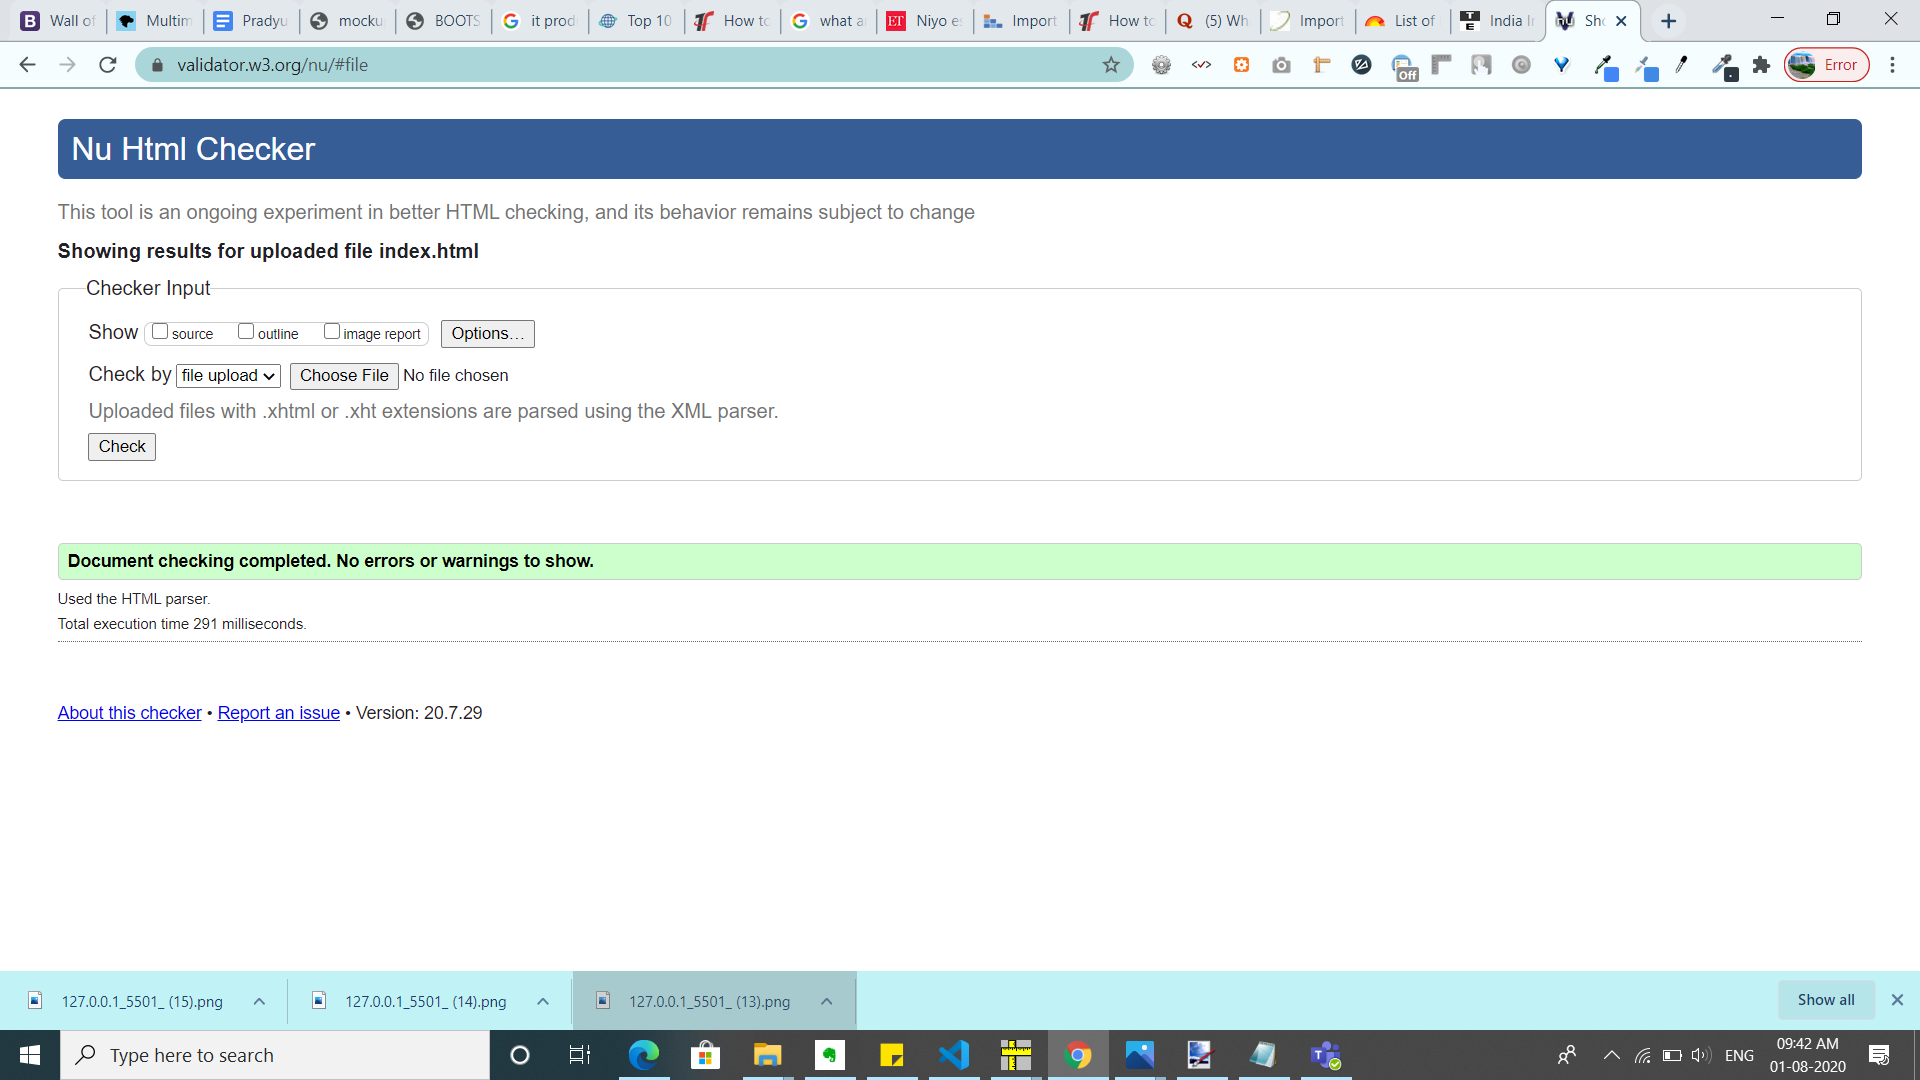 Wall of
Multim
Pradyu
mocku
BOOTS
it prod
Top 10
How to
what a
ET
Niyo e
Import
How to
(5) Wh
Import
List of
India I
Sho
validator.w3.org/nu/#file
Off
Error
Nu Html Checker
This tool is an ongoing experiment in better HTML checking, and its behavior remains subject to change
Showing results for uploaded file index.html
Checker Input
Show source outline image report Options…
Check by file upload Choose File No file chosen
Uploaded files with .xhtml or .xht extensions are parsed using the XML parser.
Check
Document checking completed. No errors or warnings to show.
Used the HTML parser.
Total execution time 291 milliseconds.
About this checker • Report an issue • Version: 20.7.29
127.0.0.1_5501_ (15).png
127.0.0.1_5501_ (14).png
127.0.0.1_5501_ (13).png
Show all
Type here to search
ENG
09:42 AM
01-08-2020